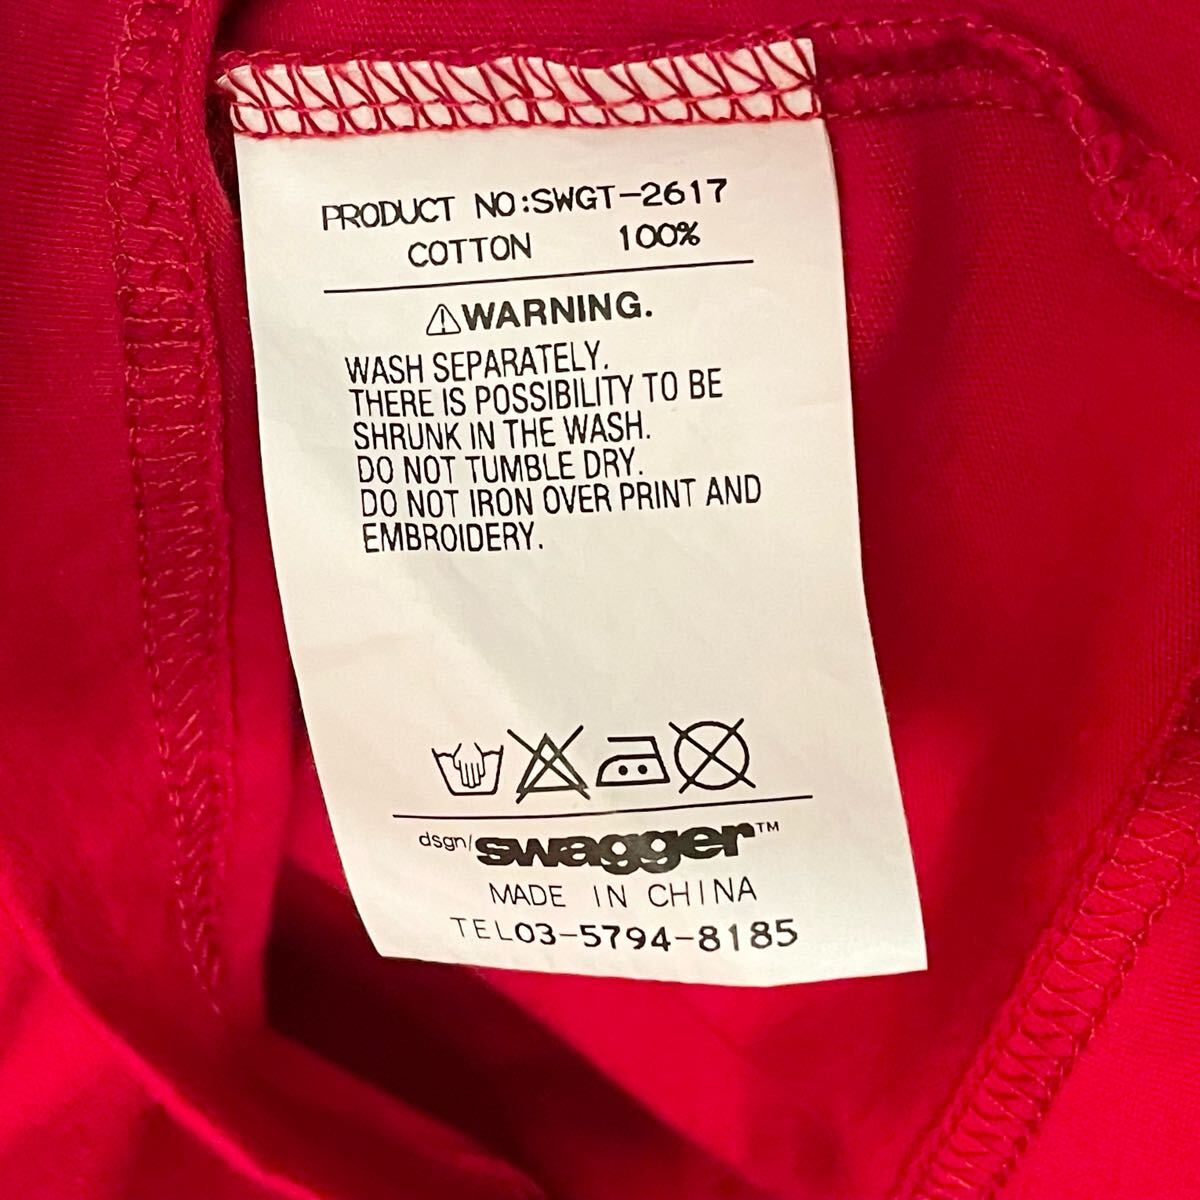 PRODUCT NO:SWGT-2617
COTTON 100%
WARNING.
WASH SEPARATELY.
THERE IS POSSIBILITY TO BE
SHRUNK IN THE WASH.
DO NOT TUMBLE DRY.
DO NOT IRON OVER PRINT AND
EMBROIDERY.
dsgn/swagger™
MADE IN CHINA
TEL03-5794-8185